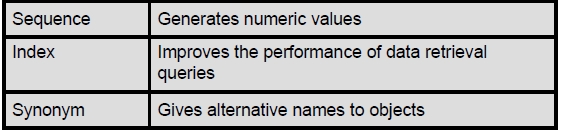 Sequence Generates numeric values
Index Improves the performance of data retrieval
queries
Synonym Gives alternative names to objects